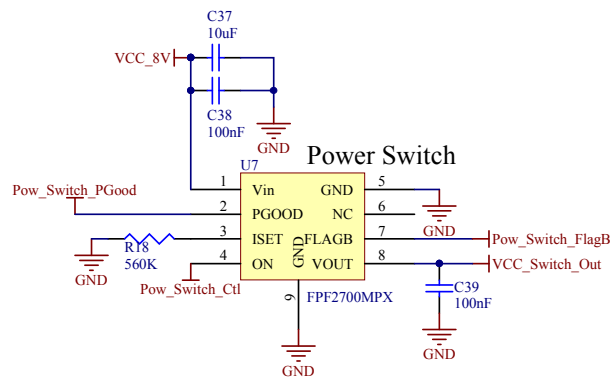 C37
10uF
VCC_8V
C38
100nF
GND
Power Switch
U7
1 Vin GND 5
GND
Pow_Switch_PGood
2 PGOOD NC 6
3 ISET FLAGB 7
Pow_Switch_FlagB
R18
560K
GND
4 ON VOUT 8
VCC_Switch_Out
GND
Pow_Switch_Ctl
9
FPF2700MPX
C39
100nF
GND
GND